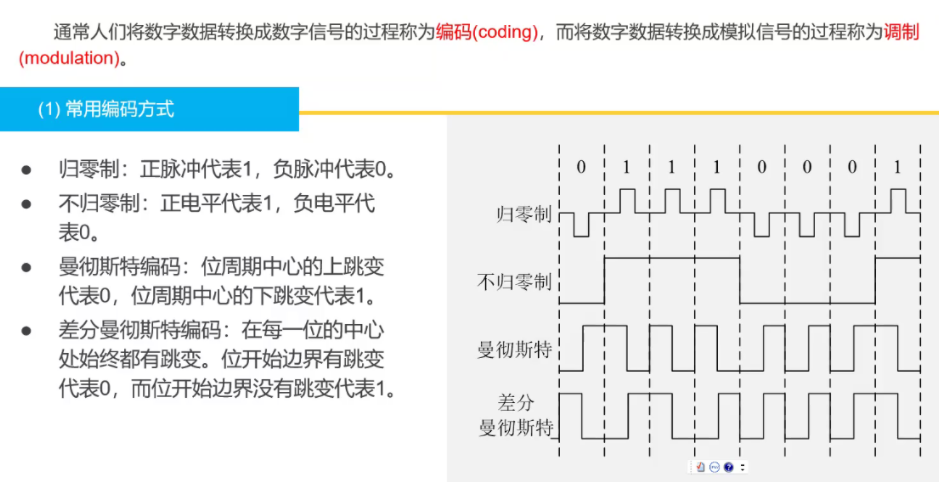 通常人们将数字数据转换成数字信号的过程称为编码(coding)，而将数字数据转换成模拟信号的过程称为调制
(modulation)。
(1) 常用编码方式
● 归零制：正脉冲代表1，负脉冲代表0。
● 不归零制：正电平代表1，负电平代
表0。
● 曼彻斯特编码：位周期中心的上跳变
代表0，位周期中心的下跳变代表1。
● 差分曼彻斯特编码：在每一位的中心
处始终都有跳变。位开始边界有跳变
代表0，而位开始边界没有跳变代表1。
0 1 1 1 0 0 0 1
归零制
不归零制
曼彻斯特
差分
曼彻斯特